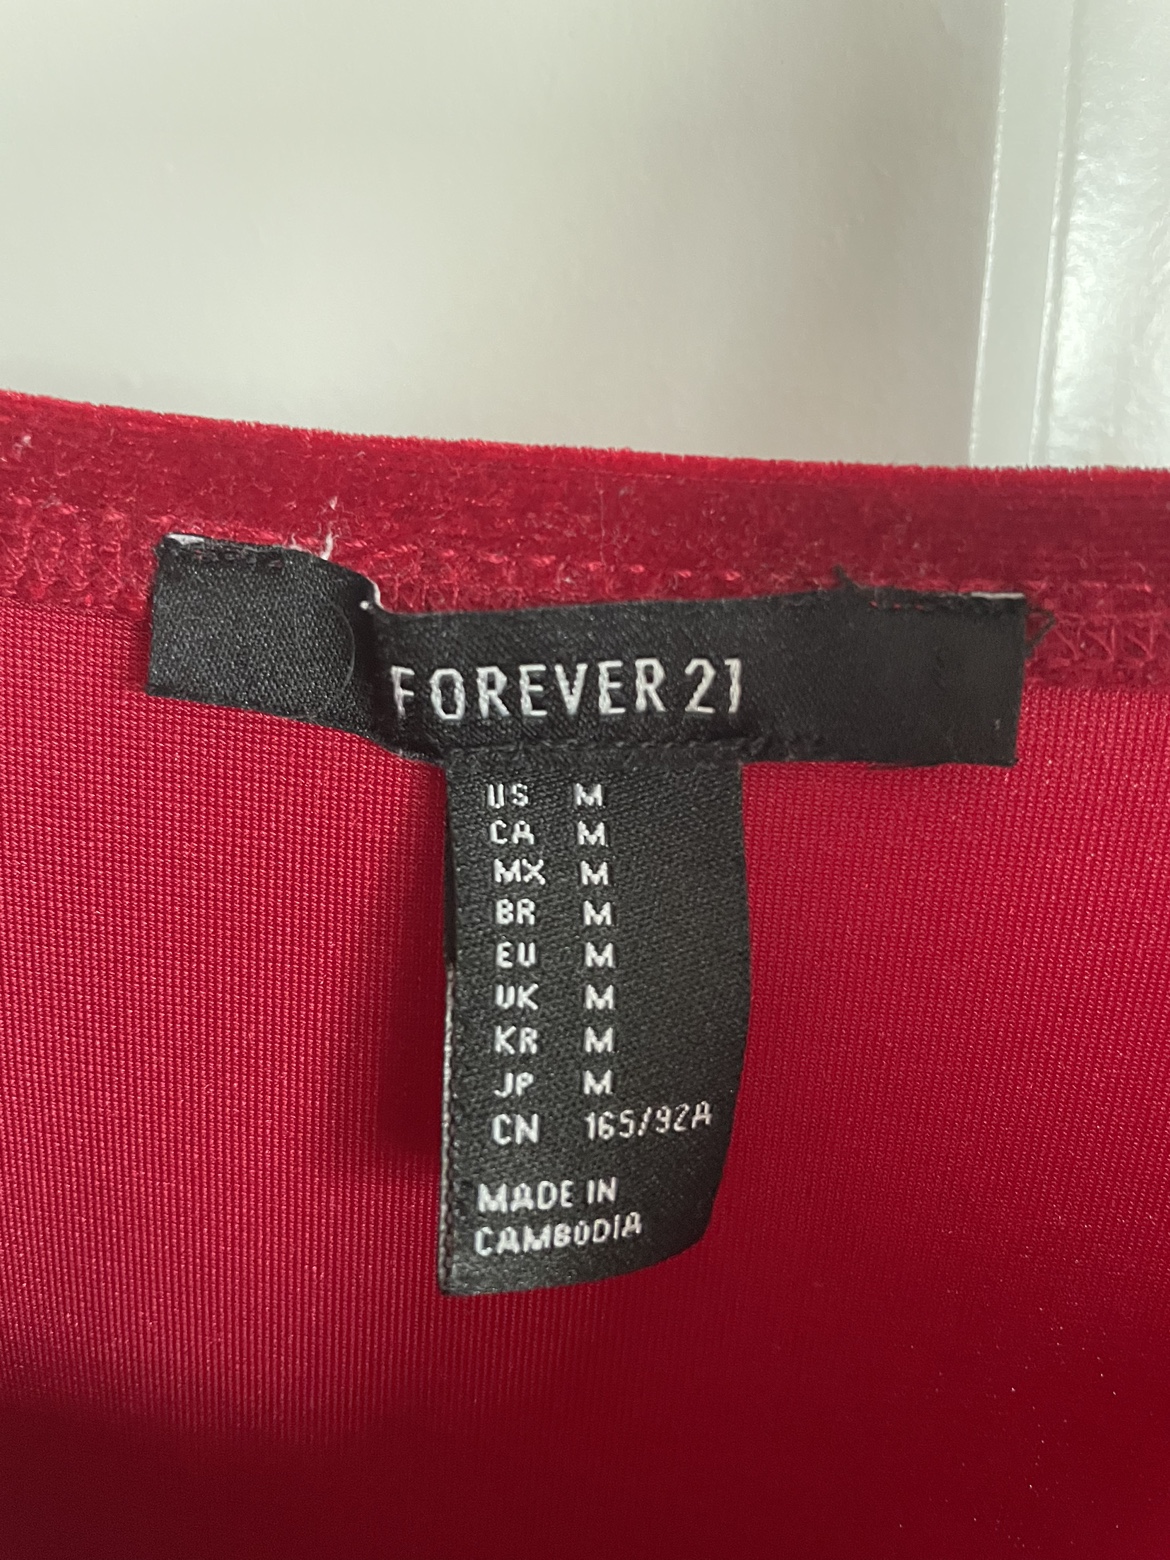 FOREVER 21
US M
CA M
MX M
BR M
EU M
UK M
KR M
JP M
CN 165/92A
MADE IN
CAMBODIA